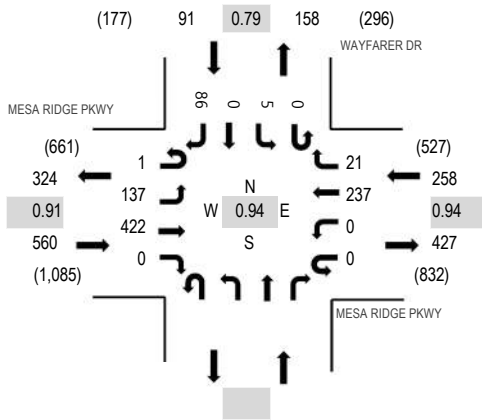 (177) 91 0.79 158 (296)
WAYFARER DR
MESA RIDGE PKWY
86 0 5 0
(661) (527)
324 1 21 258
137 N 237
0.91 W 0.94 E 0.94
422 S 0
560 0 0 427
(1,085) (832)
MESA RIDGE PKWY